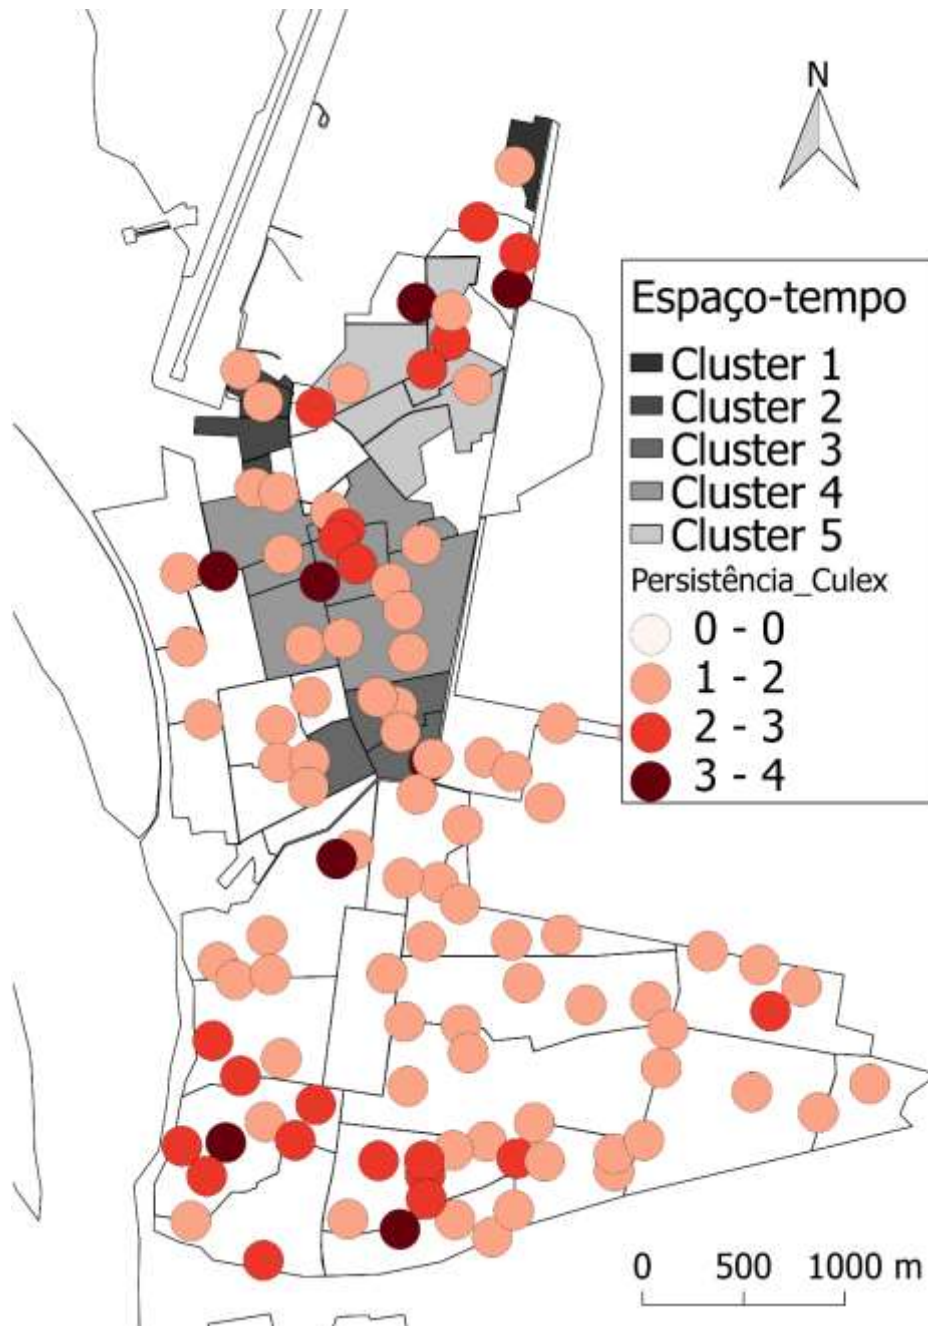 N
Espaço-tempo
Cluster 1
Cluster 2
Cluster 3
Cluster 4
Cluster 5
Persistência_Culex
0 - 0
1 - 2
2 - 3
3 - 4
0 500 1000 m